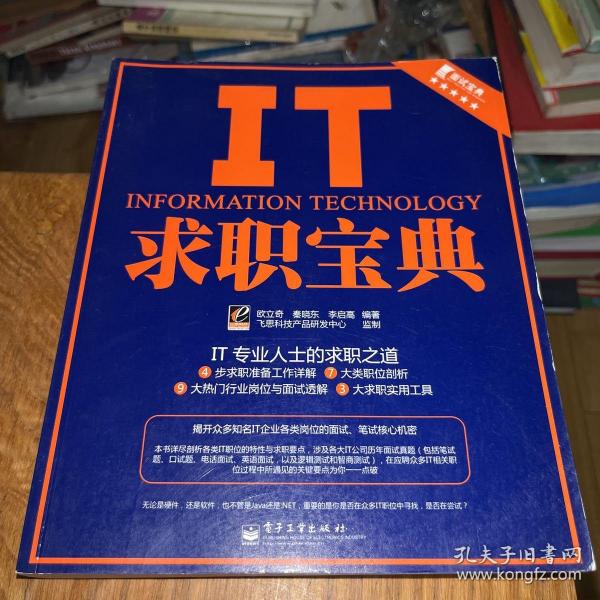 面试宝典
IT
INFORMATION TECHNOLOGY
求职宝典
欧立奇 秦晓东 李启高 编著
飞思科技产品研发中心 监制
IT 专业人士的求职之道
4 步求职准备工作详解 7 大类职位剖析
9 大热门行业岗位与面试透解 3 大求职实用工具
揭开众多知名IT企业各类岗位的面试、笔试核心机密
本书详尽剖析各类IT职位的特性与求职要点，涉及各大IT公司历年面试真题（包括笔试
题、口试题、电话面试、英语面试，以及逻辑测试和智商测试），在应聘众多IT相关职
位过程中所遇见的关键要点为你一一点破
无论是硬件，还是软件，也不管是Java还是.NET，重要的是你是否在众多IT职位中寻找，是否在尝试？
电子工业出版社
PUBLISHING HOUSE OF ELECTRONICS INDUSTRY
http://www.phei.com.cn
孔夫子旧书网
www.kongfz.com